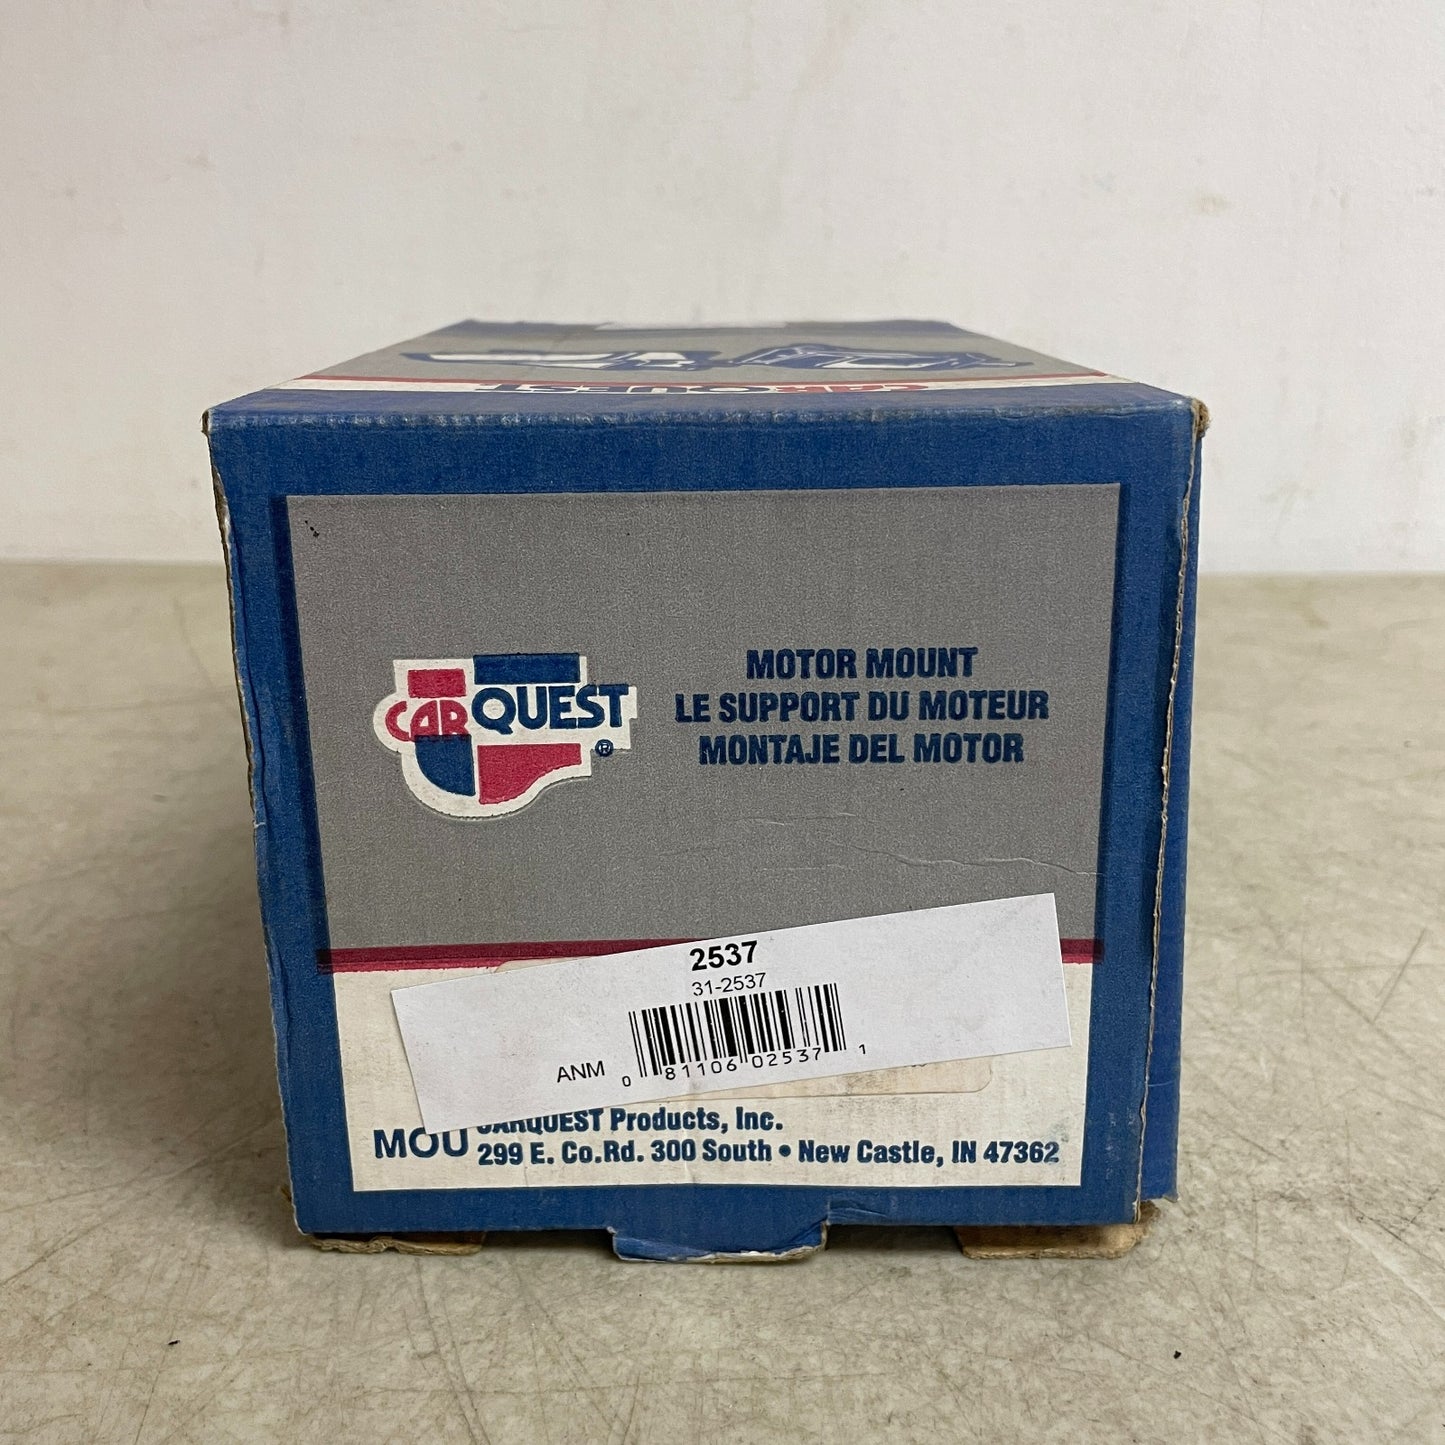 CARQUEST
CARQUEST ®
MOTOR MOUNT
LE SUPPORT DU MOTEUR
MONTAJE DEL MOTOR
2537
31-2537
ANM
0 81106 02537 1
MOU
CARQUEST Products, Inc.
299 E. Co.Rd. 300 South • New Castle, IN 47362